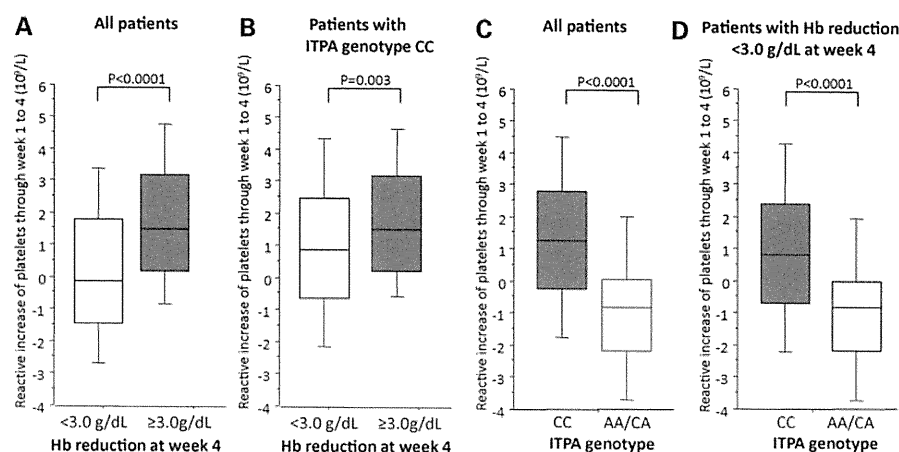 A
All patients
Reactive increase of platelets through week 1 to 4 (10⁹/L)
P<0.0001
6
5
4
3
2
1
0
-1
-2
-3
-4
<3.0 g/dL
≥3.0g/dL
Hb reduction at week 4
B
Patients with
ITPA genotype CC
Reactive increase of platelets through week 1 to 4 (10⁹/L)
P=0.003
6
5
4
3
2
1
0
-1
-2
-3
-4
<3.0 g/dL
≥3.0g/dL
Hb reduction at week 4
C
All patients
Reactive increase of platelets through week 1 to 4 (10⁹/L)
P<0.0001
6
5
4
3
2
1
0
-1
-2
-3
-4
CC
AA/CA
ITPA genotype
D
Patients with Hb reduction
<3.0 g/dL at week 4
Reactive increase of platelets through week 1 to 4 (10⁹/L)
P<0.0001
6
5
4
3
2
1
0
-1
-2
-3
-4
CC
AA/CA
ITPA genotype